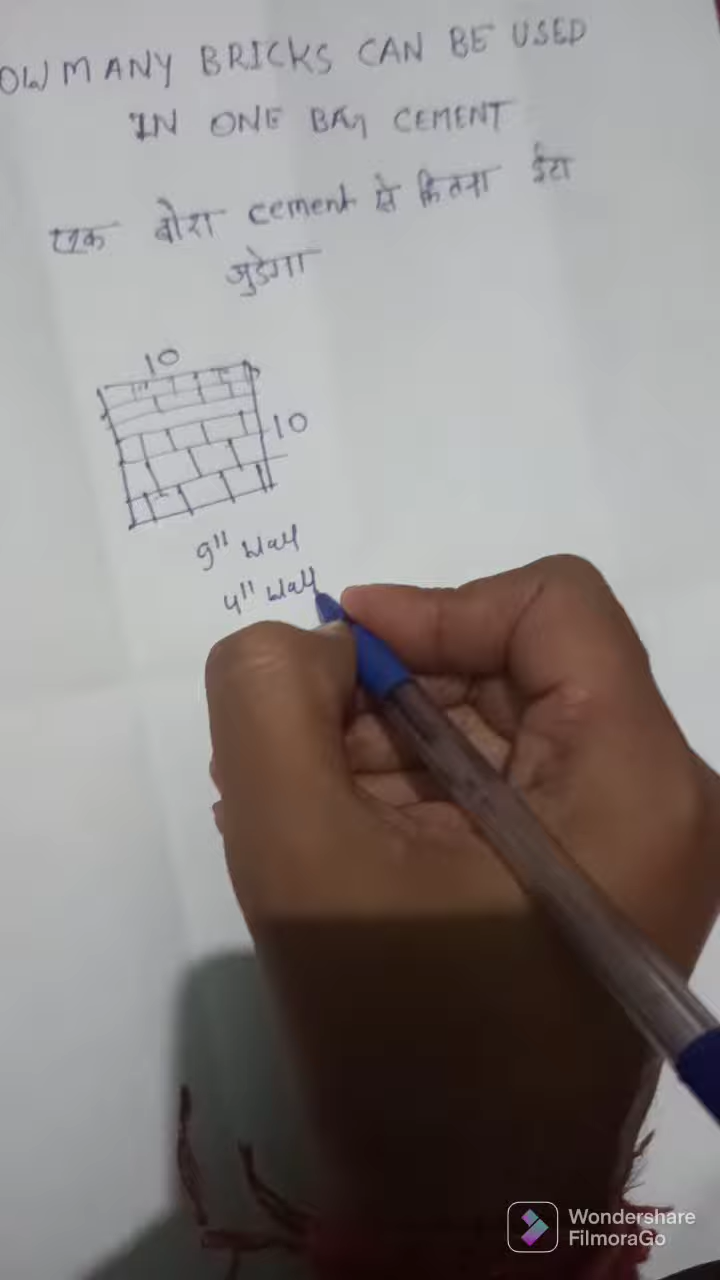 OW MANY BRICKS CAN BE USED
IN ONE BAG CEMENT
एक बोरा cement से कितना ईटा
जुडेगा
10
10
9" Wall
4" Wall
Wondershare
FilmoraGo